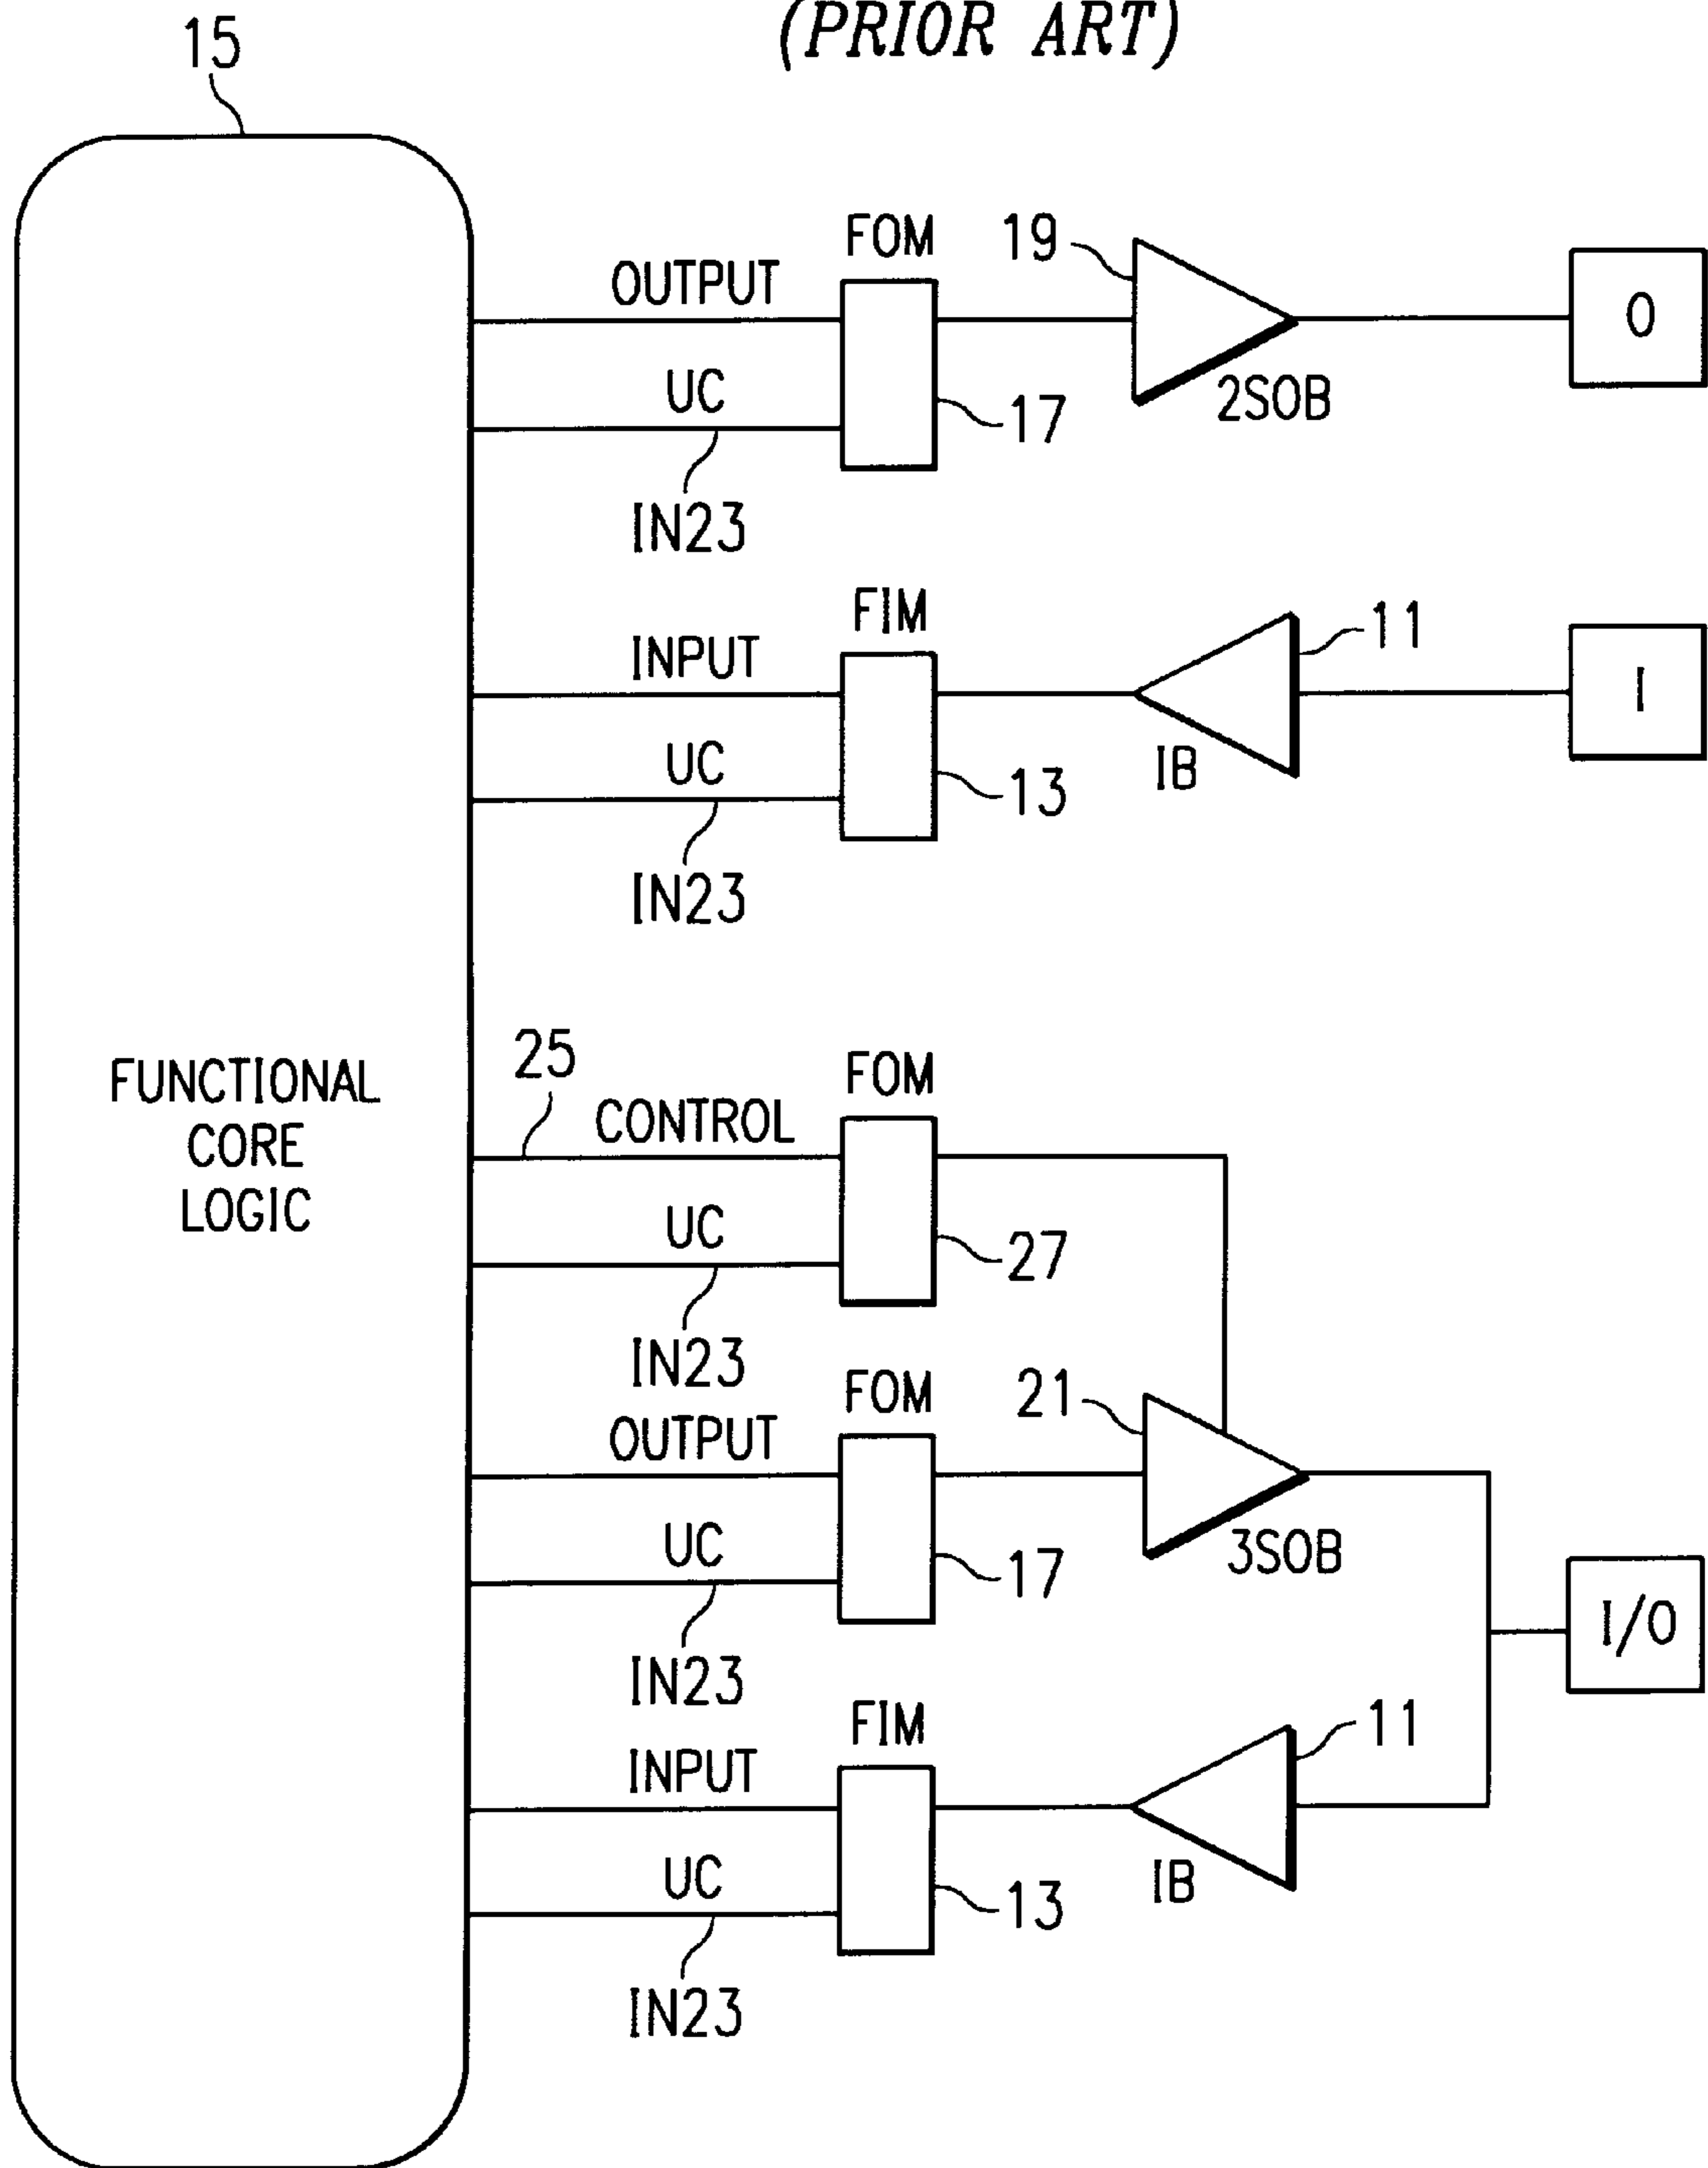 (PRIOR ART)
15
FOM
19
OUTPUT
O
UC
2SOB
17
IN23
FIM
11
INPUT
I
UC
IB
13
IN23
25
FOM
CONTROL
FUNCTIONAL
CORE
LOGIC
UC
27
IN23
FOM
21
OUTPUT
UC
3SOB
17
I/O
IN23
FIM
11
INPUT
UC
IB
13
IN23